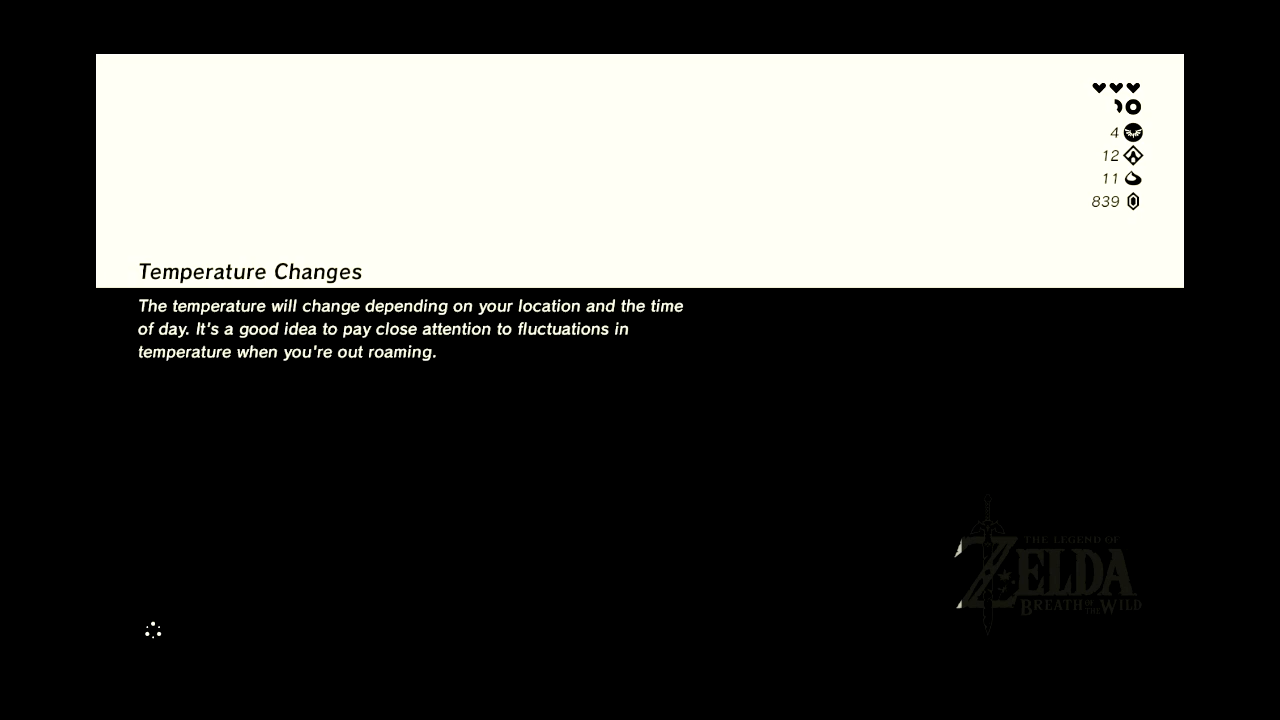 4
12
11
839
Temperature Changes
The temperature will change depending on your location and the time
of day. It's a good idea to pay close attention to fluctuations in
temperature when you're out roaming.
THE LEGEND OF
ZELDA
BREATH OF THE WILD